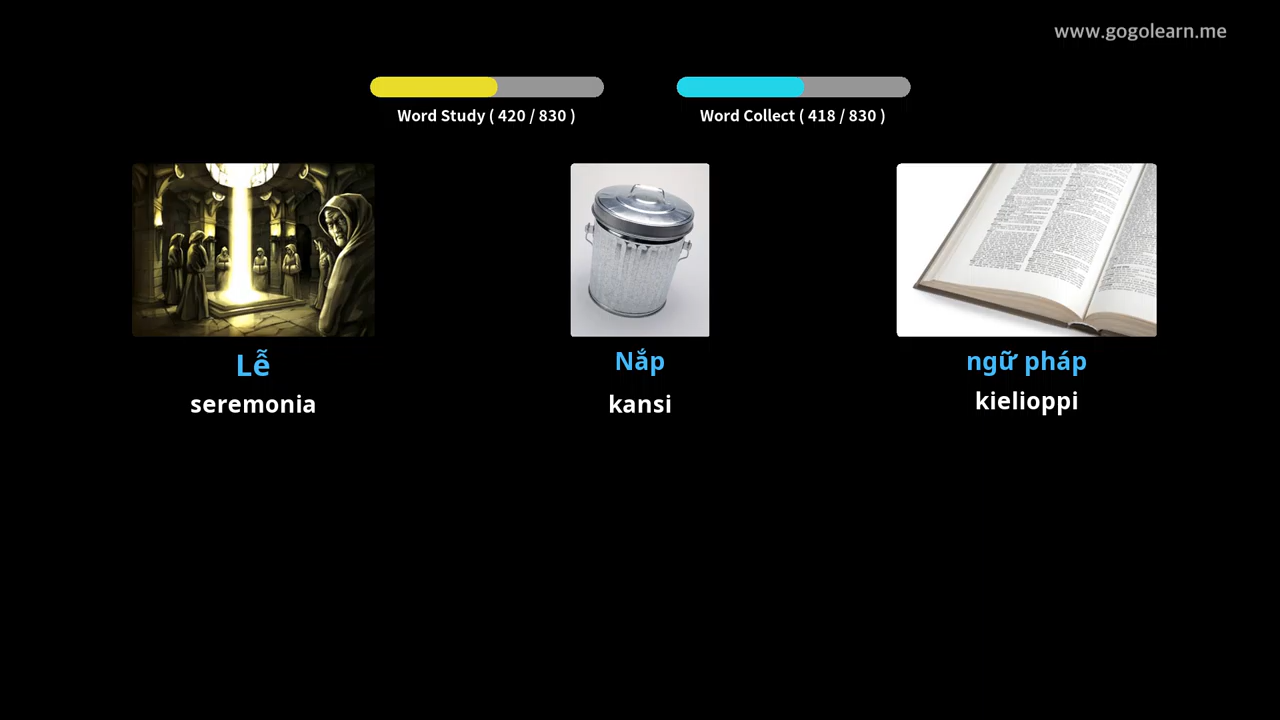 www.gogolearn.me
Word Study ( 420 / 830 )
Word Collect ( 418 / 830 )
Lễ
Nắp
ngữ pháp
seremonia
kansi
kielioppi